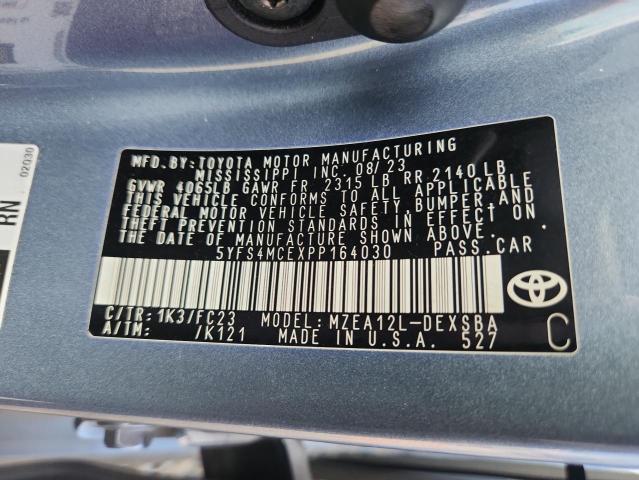 MFD. BY: TOYOTA MOTOR MANUFACTURING
MISSISSIPPI INC. 08/23
GVWR 4065LB GAWR FR 2315 LB RR 2140 LB
THIS VEHICLE CONFORMS TO ALL APPLICABLE
FEDERAL MOTOR VEHICLE SAFETY, BUMPER, AND
THEFT PREVENTION STANDARDS IN EFFECT ON
THE DATE OF MANUFACTURE SHOWN ABOVE.
5YFS4MCEXPP164030 PASS.CAR
C/TR: 1K3/FC23 MODEL: MZEA12L-DEXSBA
A/TM: /K121 MADE IN U.S.A. 527 C
02030
RN